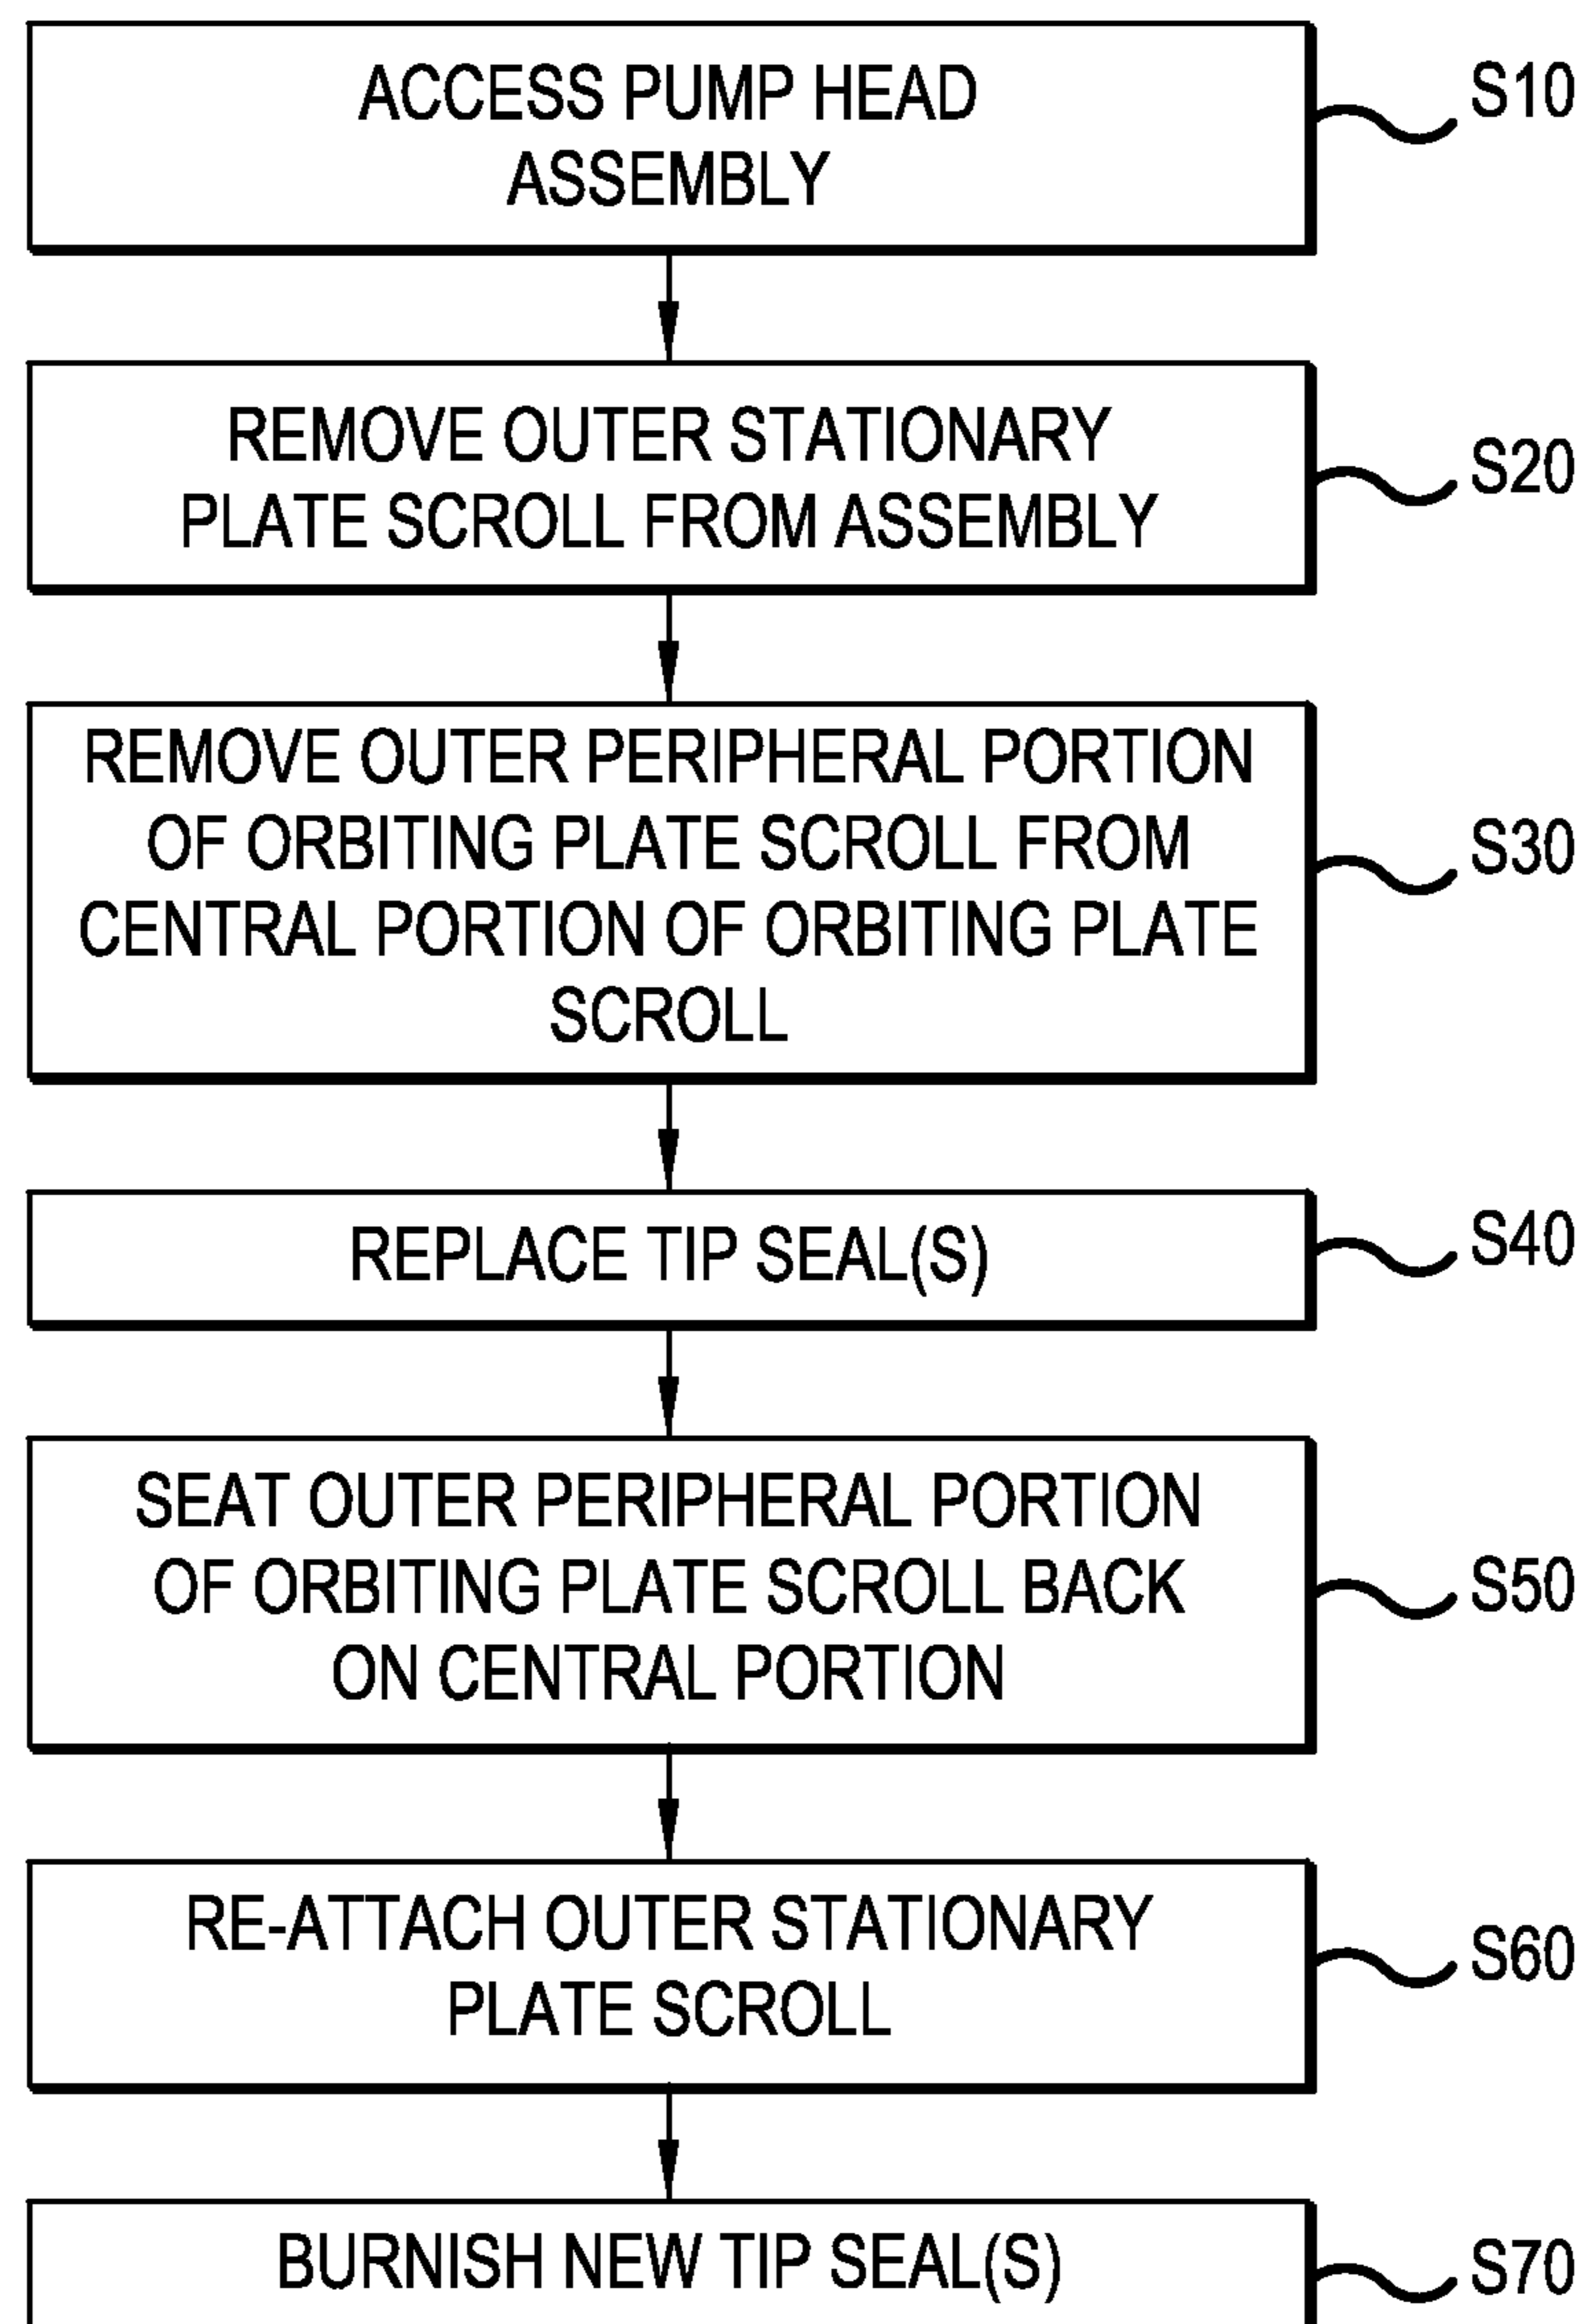 ACCESS PUMP HEAD
ASSEMBLY
S10
REMOVE OUTER STATIONARY
PLATE SCROLL FROM ASSEMBLY
S20
REMOVE OUTER PERIPHERAL PORTION
OF ORBITING PLATE SCROLL FROM
CENTRAL PORTION OF ORBITING PLATE
SCROLL
S30
REPLACE TIP SEAL(S)
S40
SEAT OUTER PERIPHERAL PORTION
OF ORBITING PLATE SCROLL BACK
ON CENTRAL PORTION
S50
RE-ATTACH OUTER STATIONARY
PLATE SCROLL
S60
BURNISH NEW TIP SEAL(S)
S70